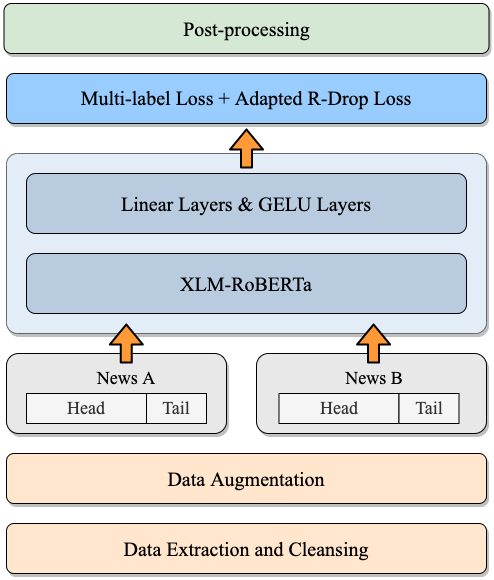 Post-processing
Multi-label Loss + Adapted R-Drop Loss
Linear Layers & GELU Layers
XLM-RoBERTa
News A
Head Tail
News B
Head Tail
Data Augmentation
Data Extraction and Cleansing